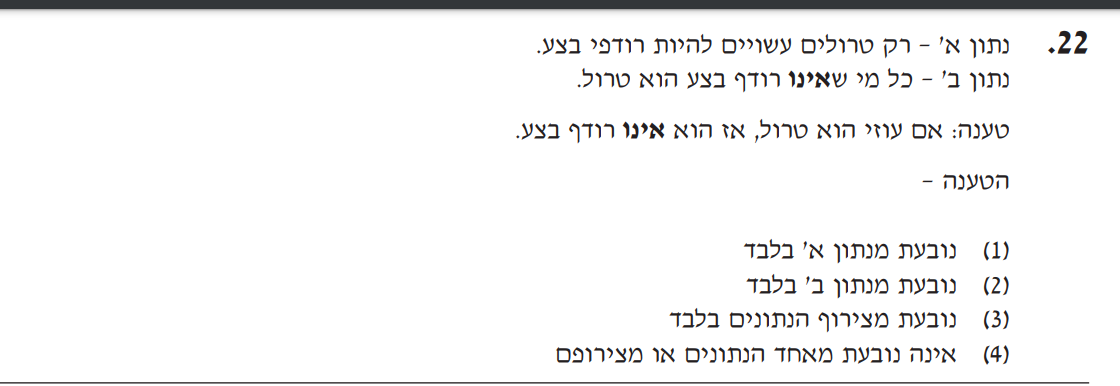 22. נתון א' – רק טרולים עשויים להיות רודפי בצע.
נתון ב' – כל מי שאינו רודף בצע הוא טרול.
טענה: אם עוזי הוא טרול, אז הוא אינו רודף בצע.
הטענה –
(1) נובעת מנתון א' בלבד
(2) נובעת מנתון ב' בלבד
(3) נובעת מצירוף הנתונים בלבד
(4) אינה נובעת מאחד הנתונים או מצירופם